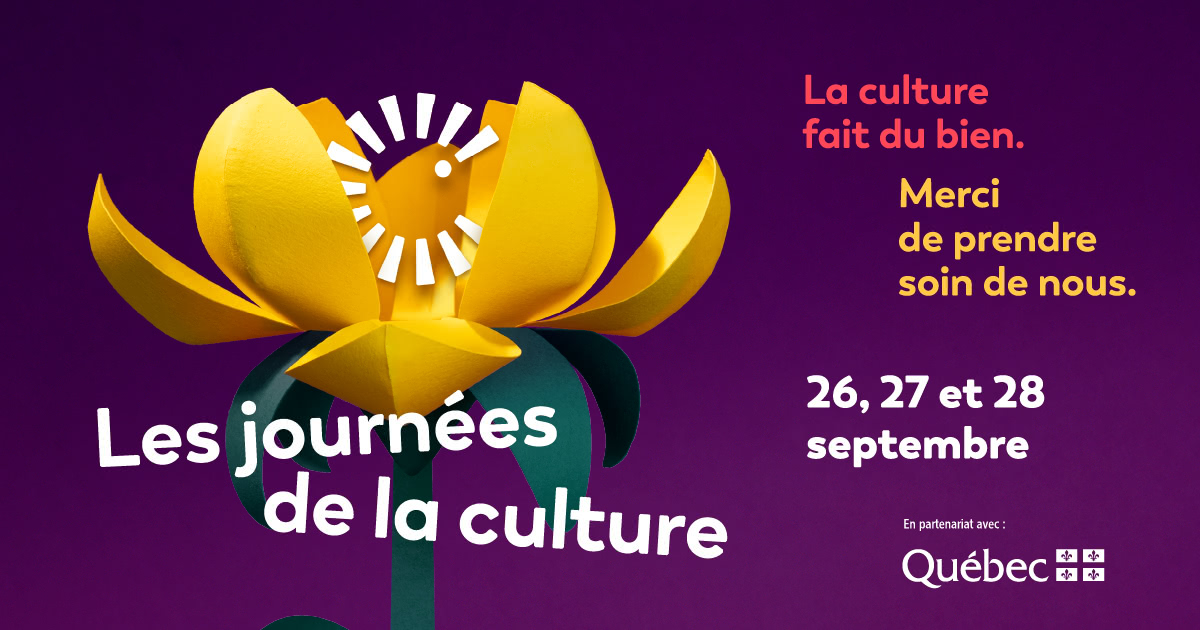 La culture
fait du bien.
Merci
de prendre
soin de nous.
Les journées
de la culture
26, 27 et 28
septembre
En partenariat avec :
Québec